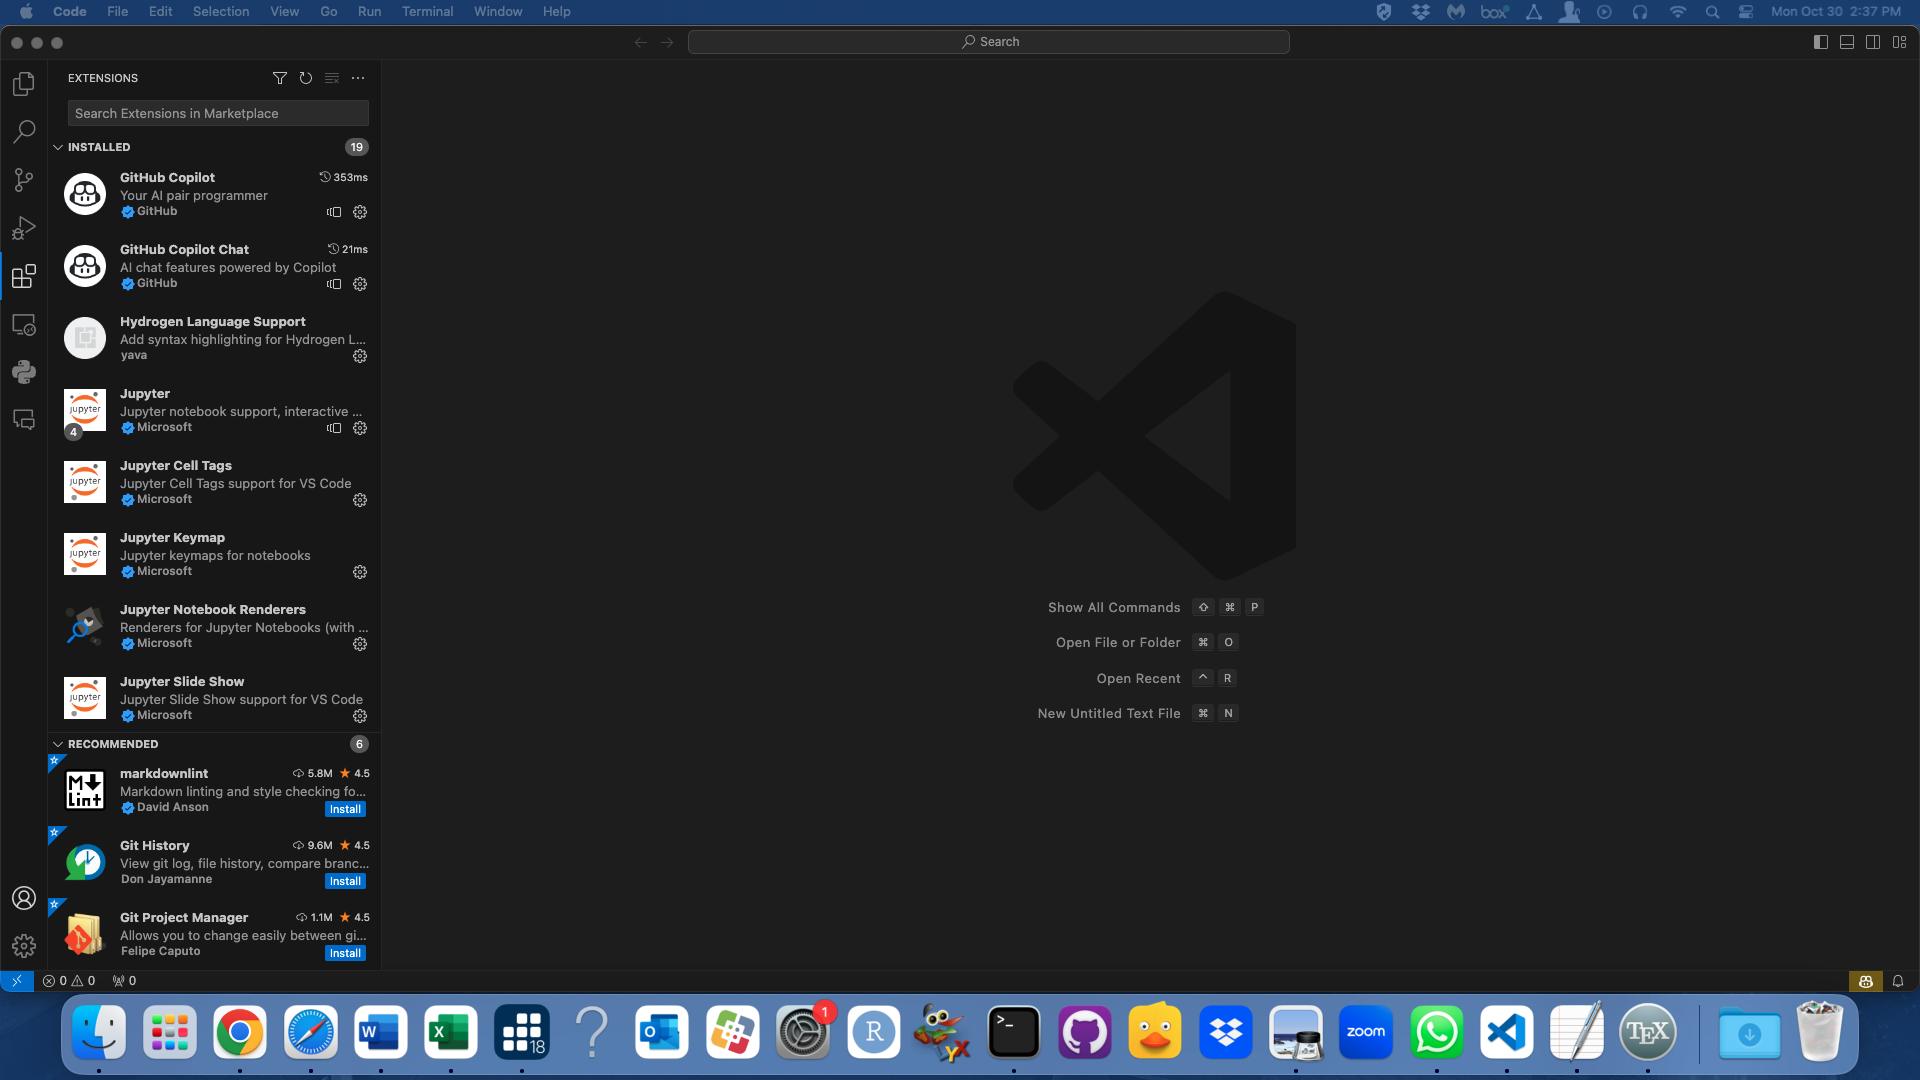 Code File Edit Selection View Go Run Terminal Window Help
box
Mon Oct 30 2:37 PM
Search
EXTENSIONS
Search Extensions in Marketplace
INSTALLED 19
GitHub Copilot 353ms
Your AI pair programmer
GitHub
GitHub Copilot Chat 21ms
AI chat features powered by Copilot
GitHub
Hydrogen Language Support
Add syntax highlighting for Hydrogen L...
yava
jupyter
4
Jupyter
Jupyter notebook support, interactive ...
Microsoft
jupyter
Jupyter Cell Tags
Jupyter Cell Tags support for VS Code
Microsoft
jupyter
Jupyter Keymap
Jupyter keymaps for notebooks
Microsoft
Jupyter Notebook Renderers
Renderers for Jupyter Notebooks (with ...
Microsoft
jupyter
Jupyter Slide Show
Jupyter Slide Show support for VS Code
Microsoft
RECOMMENDED 6
M Lint
markdownlint 5.8M ★ 4.5
Markdown linting and style checking fo...
David Anson Install
Git History 9.6M ★ 4.5
View git log, file history, compare branc...
Don Jayamanne Install
Git Project Manager 1.1M ★ 4.5
Allows you to change easily between gi...
Felipe Caputo Install
Show All Commands ⇧ ⌘ P
Open File or Folder ⌘ O
Open Recent ^ R
New Untitled Text File ⌘ N
0 0 0
W X 18 ? O 1 R YX >_ zoom TEX